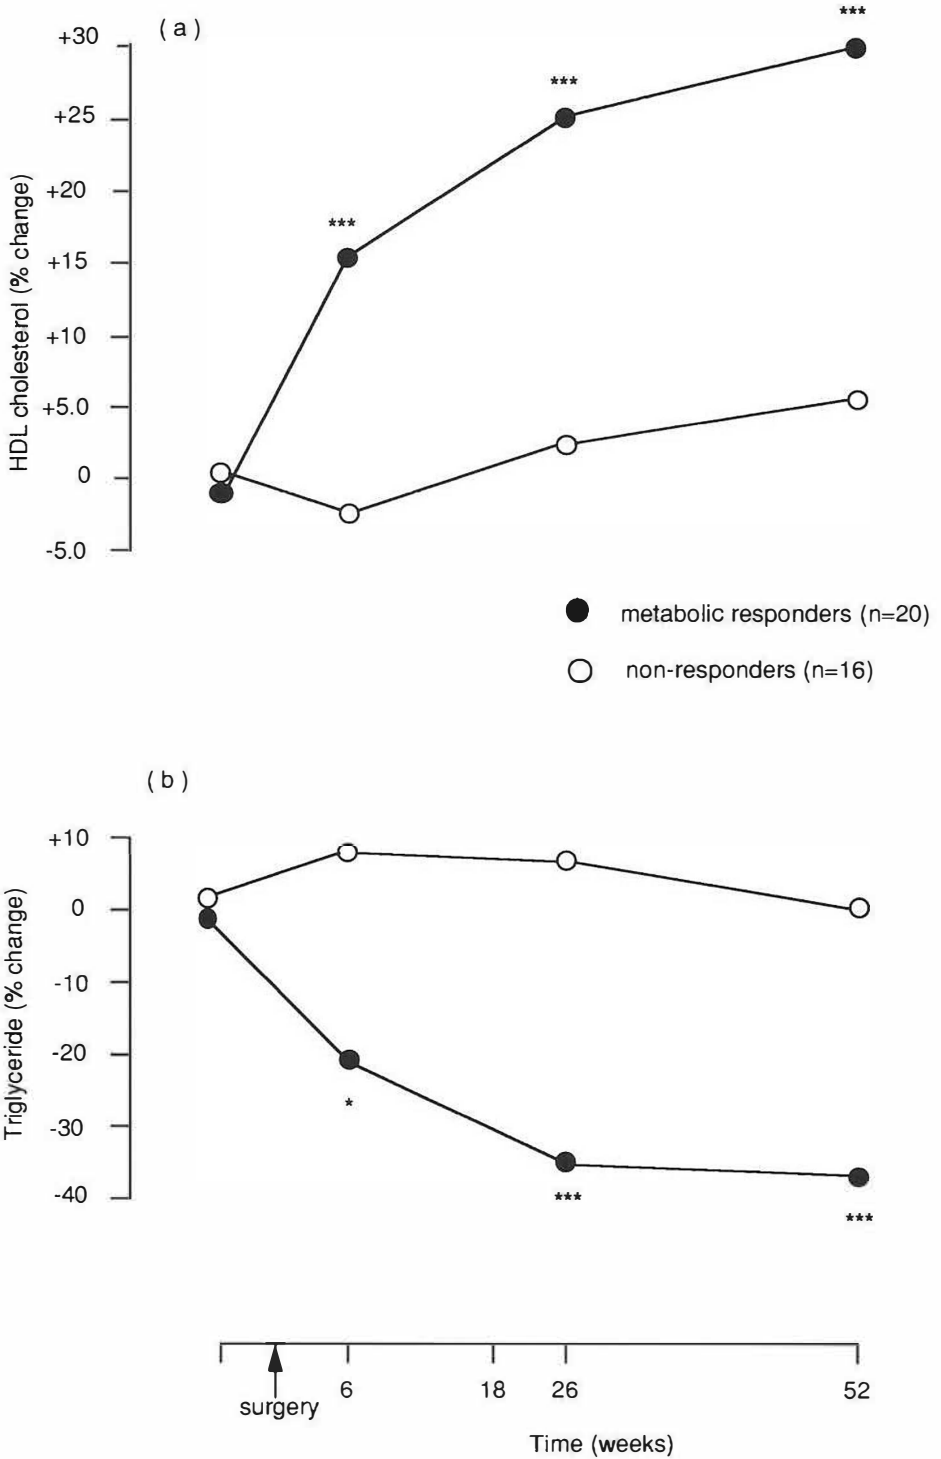 ( a )
***
+30
***
+25
+20
***
+15
+10
+5.0
0
-5.0
HDL cholesterol (% change)
metabolic responders (n=20)
non-responders (n=16)
( b )
+10
0
-10
-20
-30
-40
Triglyceride (% change)
*
***
***
6 18 26 52
surgery
Time (weeks)